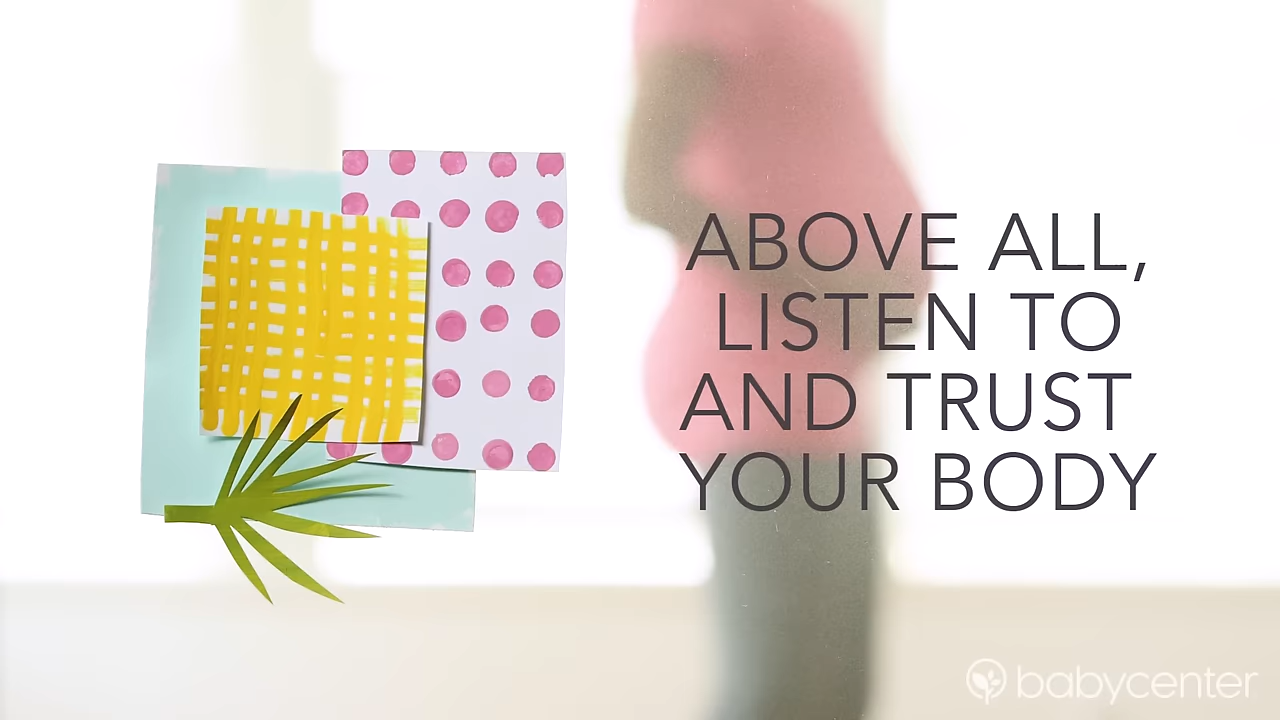 ABOVE ALL,
LISTEN TO
AND TRUST
YOUR BODY
babycenter